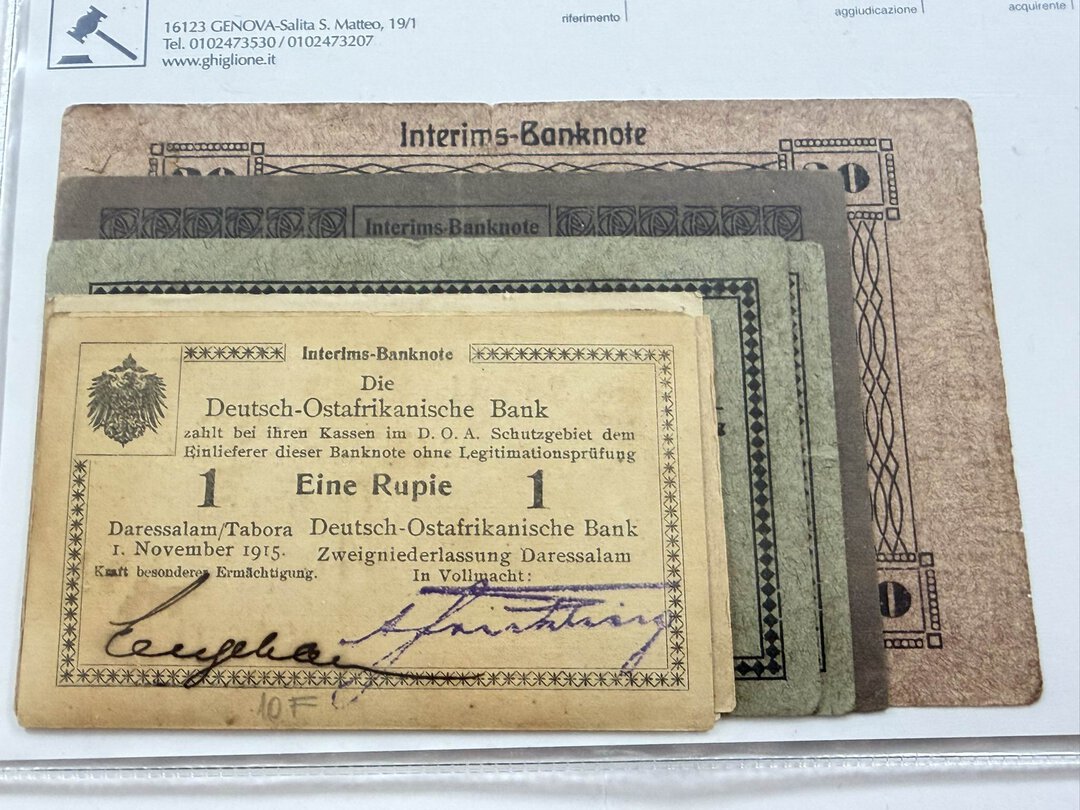 16123 GENOVA-Salita S. Matteo, 19/1
Tel. 0102473530 / 0102473207
www.ghiglione.it
riferimento
aggiudicazione
acquirente
Interims-Banknote
20
Interims-Banknote
Interims-Banknote
Die
Deutsch-Ostafrikanische Bank
zahlt bei ihren Kassen im D. O. A. Schutzgebiet dem
Einlieferer dieser Banknote ohne Legitimationsprüfung
1 Eine Rupie 1
Daressalam/Tabora
1. November 1915.
Kraft besonderer Ermächtigung.
Deutsch-Ostafrikanische Bank
Zweigniederlassung Daressalam
In Vollmacht:
10 F